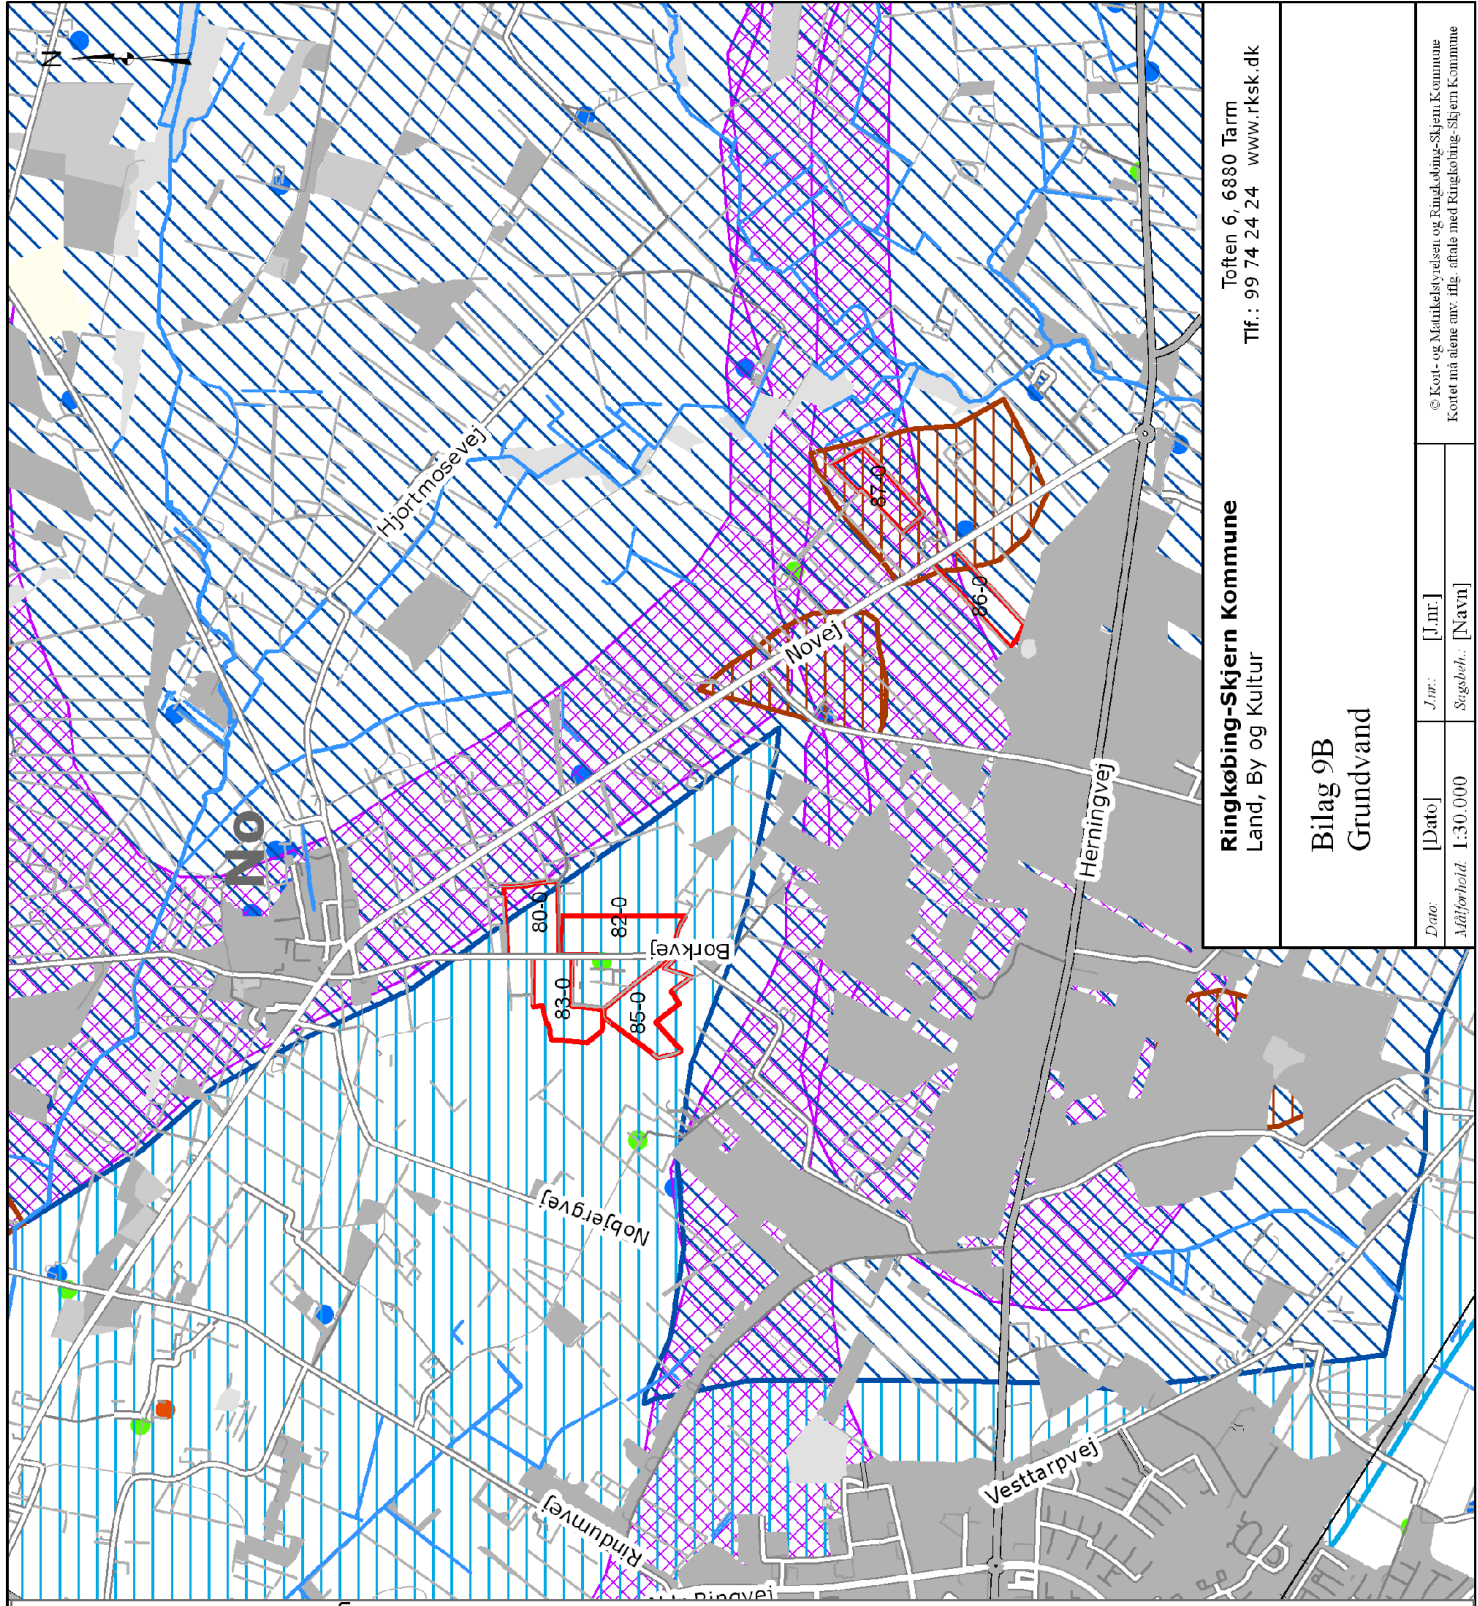 N
No
Hjortmosevej
Novej
87-0
86-0
80-0
82-0
83-0
85-0
Borkvej
Nobjergvej
Herningvej
Rindumvej
Vesttarpvej
Ringvej
Ringkøbing-Skjern Kommune
Land, By og Kultur
Toften 6, 6880 Tarm
Tlf.: 99 74 24 24 www.rksk.dk
Bilag 9B
Grundvand
Dato: [Dato]
J.nr.: [J.nr.]
Målforhold: 1:30.000
Sagsbeh.: [Navn]
© Kort- og Matrikelstyrelsen og Ringkøbing-Skjern Kommune
Kortet må alene anv. iflg. aftale med Ringkøbing-Skjern Kommune